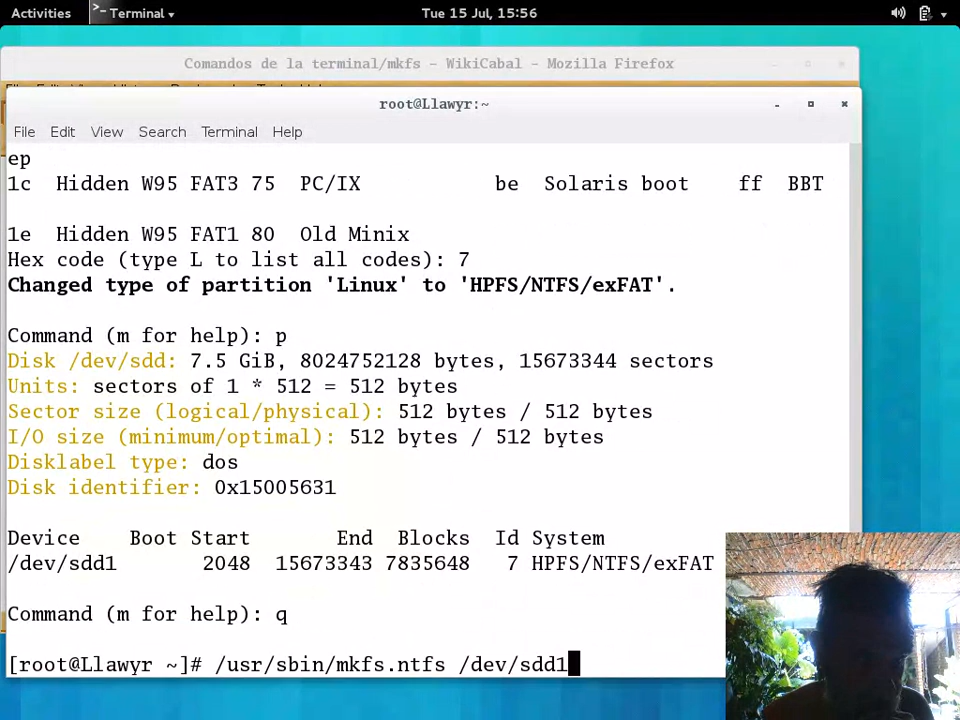 Activities >_ Terminal Tue 15 Jul, 15:56
Comandos de la terminal/mkfs - WikiCabal - Mozilla Firefox
root@Llawyr:~
File Edit View Search Terminal Help
ep
1c Hidden W95 FAT3 75 PC/IX be Solaris boot ff BBT
1e Hidden W95 FAT1 80 Old Minix
Hex code (type L to list all codes): 7
Changed type of partition 'Linux' to 'HPFS/NTFS/exFAT'.
Command (m for help): p
Disk /dev/sdd: 7.5 GiB, 8024752128 bytes, 15673344 sectors
Units: sectors of 1 * 512 = 512 bytes
Sector size (logical/physical): 512 bytes / 512 bytes
I/O size (minimum/optimal): 512 bytes / 512 bytes
Disklabel type: dos
Disk identifier: 0x15005631
Device Boot Start End Blocks Id System
/dev/sdd1 2048 15673343 7835648 7 HPFS/NTFS/exFAT
Command (m for help): q
[root@Llawyr ~]# /usr/sbin/mkfs.ntfs /dev/sdd1